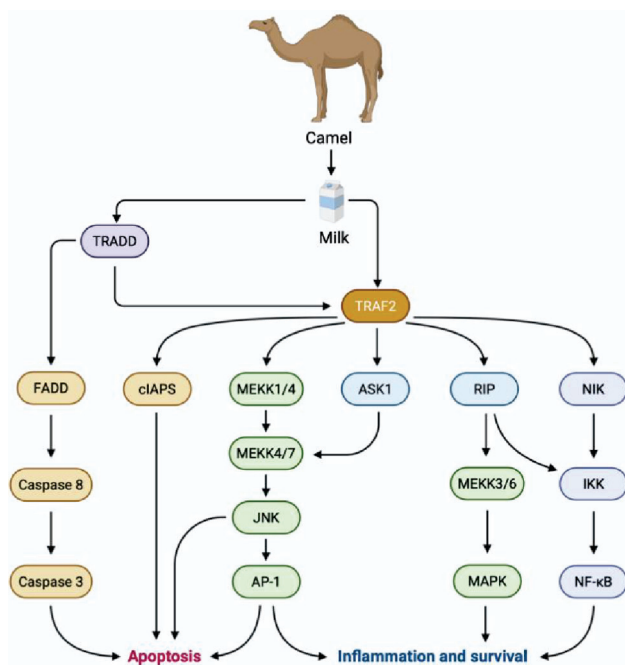 Camel
Milk
TRADD
TRAF2
FADD
cIAPS
MEKK1/4
ASK1
RIP
NIK
MEKK4/7
Caspase 8
MEKK3/6
IKK
JNK
Caspase 3
AP-1
MAPK
NF-κB
Apoptosis
Inflammation and survival